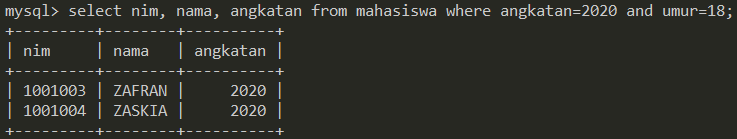 mysql> select nim, nama, angkatan from mahasiswa where angkatan=2020 and umur=18;
+---------+--------+----------+
| nim     | nama   | angkatan |
+---------+--------+----------+
| 1001003 | ZAFRAN |     2020 |
| 1001004 | ZASKIA |     2020 |
+---------+--------+----------+